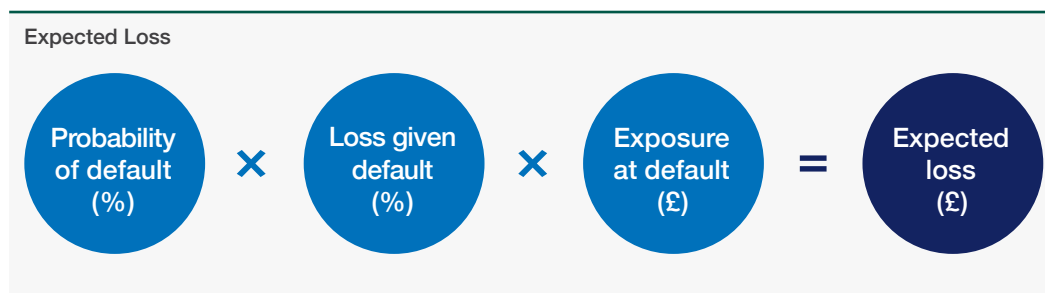 Expected Loss
Probability
of default
(%)
×
Loss given
default
(%)
×
Exposure
at default
(£)
=
Expected
loss
(£)